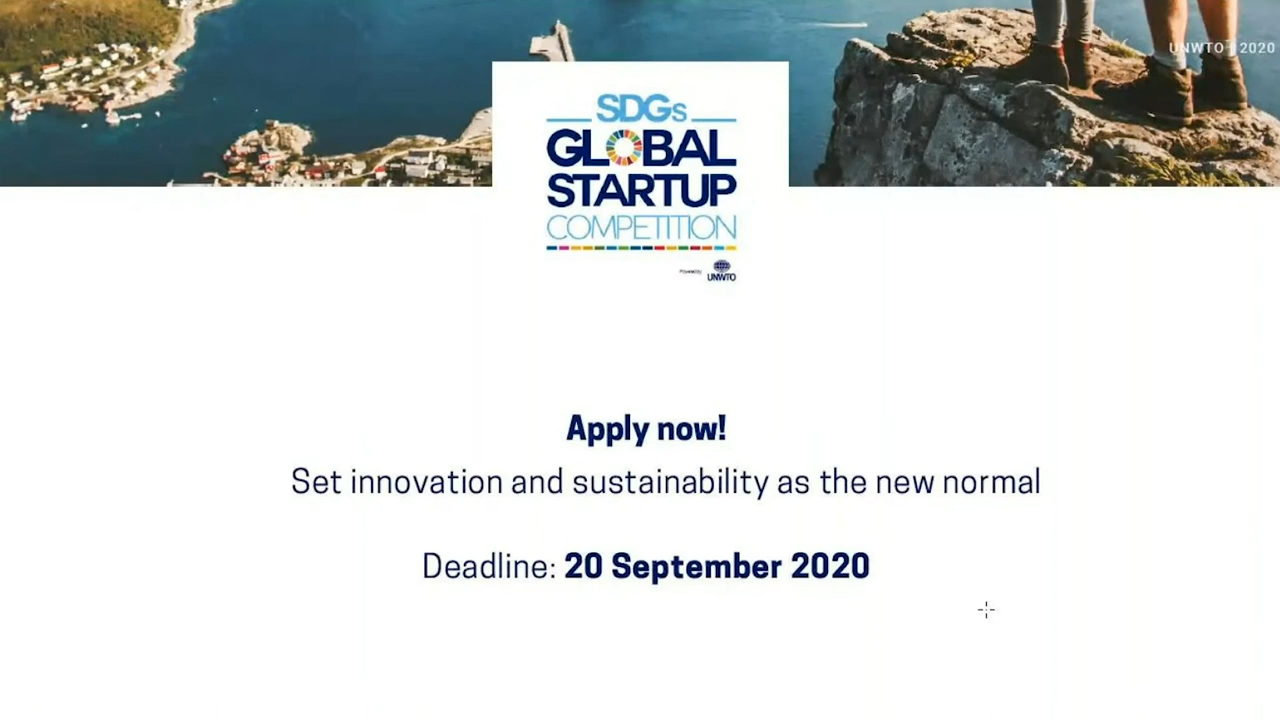 UNWTO | 2020
SDGs
GLOBAL
STARTUP
COMPETITION
Powered by
UNWTO
Apply now!
Set innovation and sustainability as the new normal
Deadline: 20 September 2020